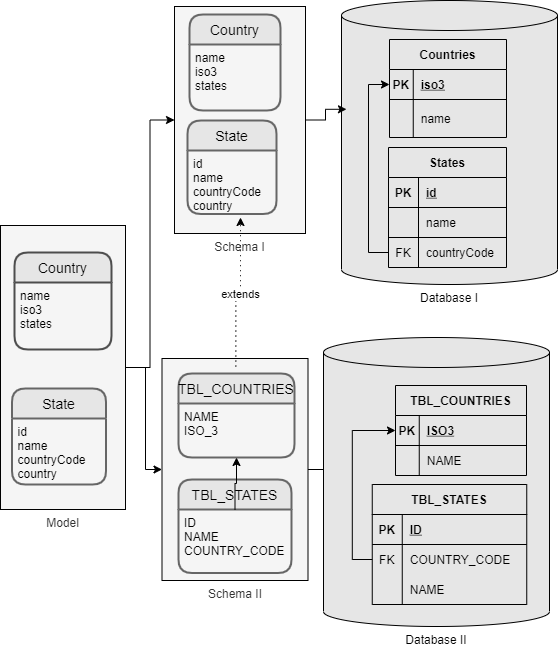 Country
name
iso3
states
State
id
name
countryCode
country
Schema I
Countries
PK iso3
name
States
PK id
name
FK countryCode
Database I
Country
name
iso3
states
State
id
name
countryCode
country
Model
extends
TBL_COUNTRIES
NAME
ISO_3
TBL_STATES
ID
NAME
COUNTRY_CODE
Schema II
TBL_COUNTRIES
PK ISO3
NAME
TBL_STATES
PK ID
FK COUNTRY_CODE
NAME
Database II